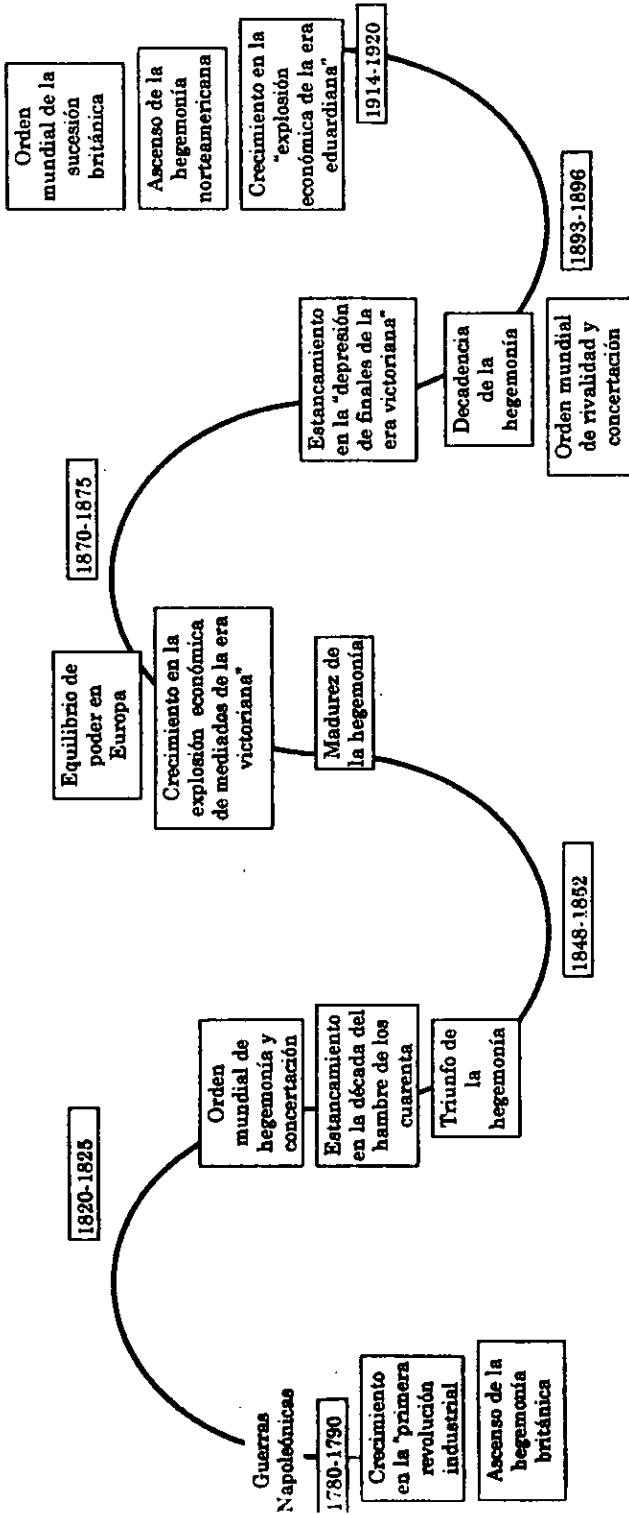 Guerras
Napoleónicas
1780-1790
Crecimiento
en la "primera
revolución
industrial
Ascenso de la
hegemonía
británica
1820-1825
Orden
mundial de
hegemonía y
concertación
Estancamiento
en la década del
hambre de los
cuarenta
Triunfo de
la
hegemonía
1848-1852
Equilibrio de
poder en
Europa
Crecimiento en la
explosión económica
de mediados de la era
victoriana"
Madurez de
la hegemonía
1870-1875
Estancamiento
en la "depresión
de finales de la
era victoriana"
Decadencia
de la
hegemonía
Orden mundial
de rivalidad y
concertación
1893-1896
Orden
mundial de la
sucesión
británica
Ascenso de la
hegemonía
norteamericana
Crecimiento en la
"explosión
económica de la era
eduardiana"
1914-1920